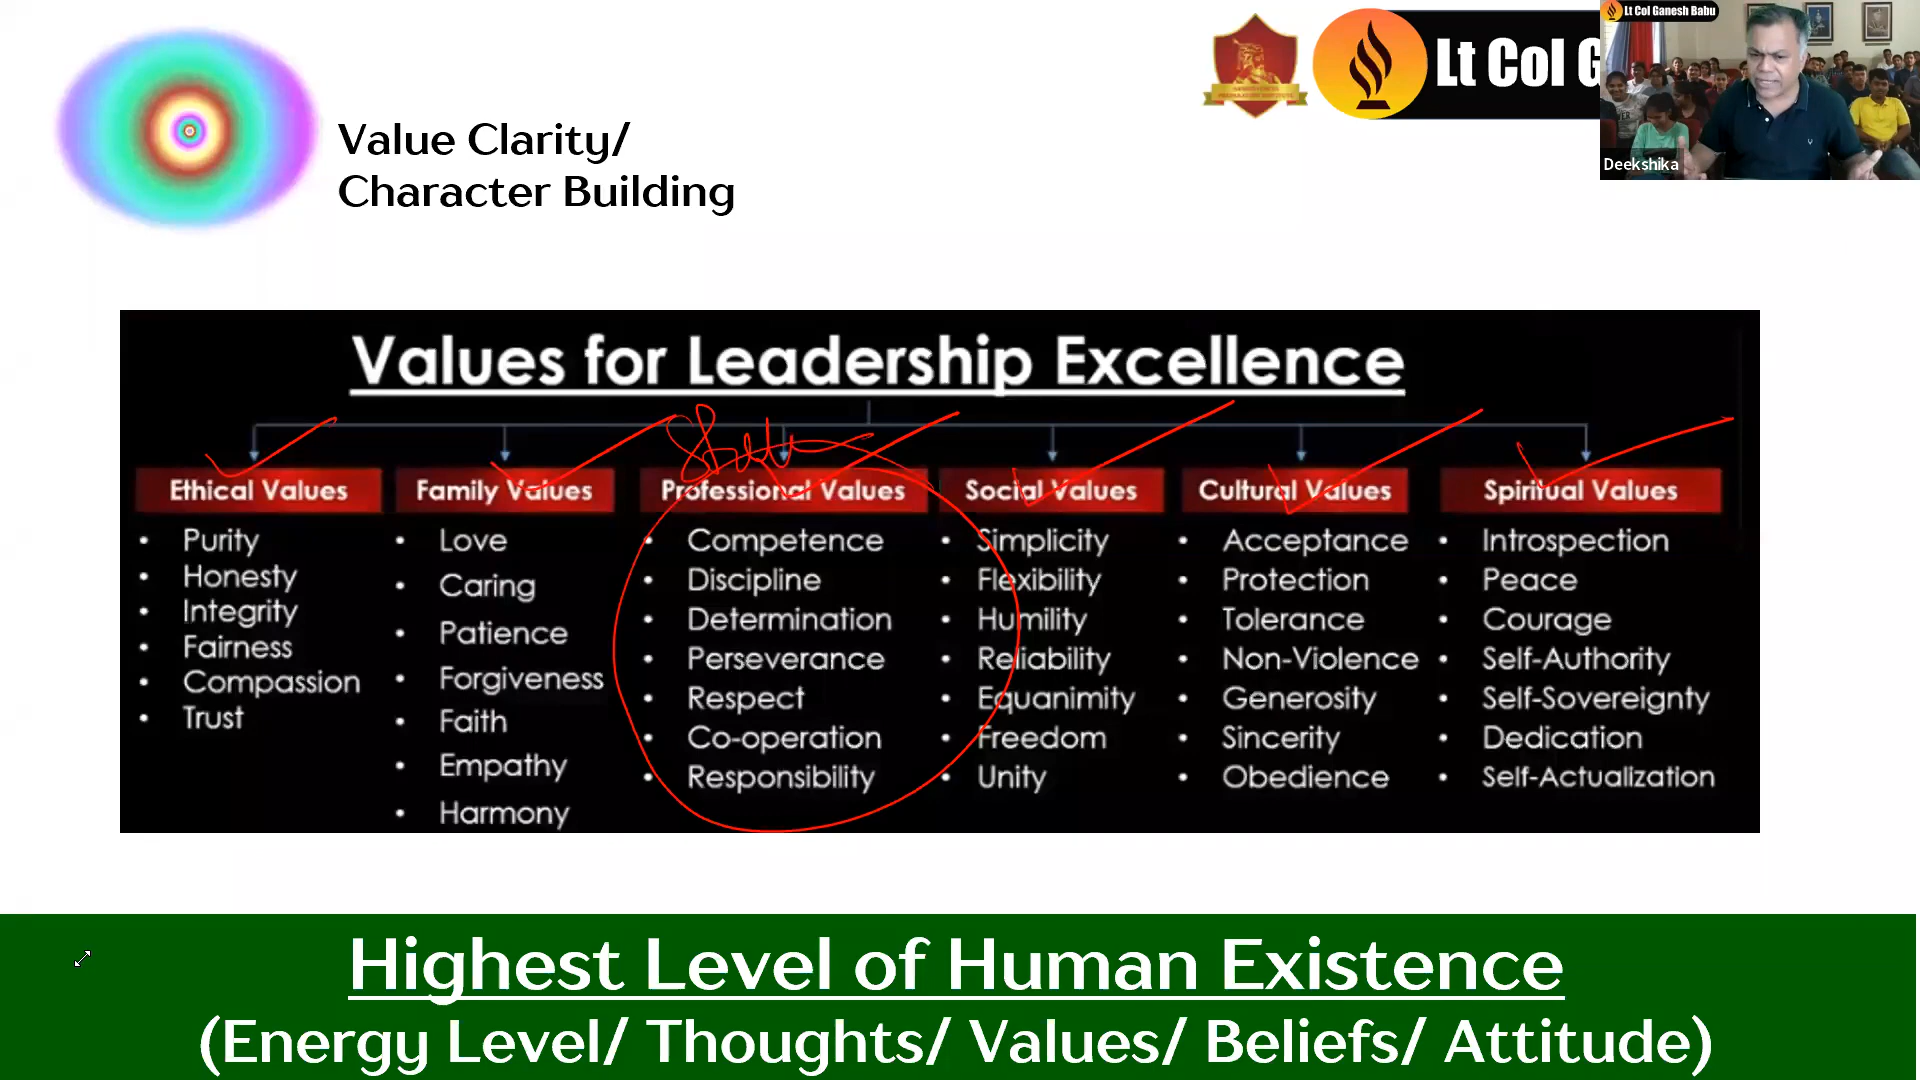 Value Clarity/
Character Building
Lt Col G
Lt Col Ganesh Babu
Deekshika
Values for Leadership Excellence
Ethical Values
• Purity
• Honesty
• Integrity
• Fairness
• Compassion
• Trust
Family Values
• Love
• Caring
• Patience
• Forgiveness
• Faith
• Empathy
• Harmony
Professional Values
• Competence
• Discipline
• Determination
• Perseverance
• Respect
• Co-operation
• Responsibility
Social Values
• Simplicity
• Flexibility
• Humility
• Reliability
• Equanimity
• Freedom
• Unity
Cultural Values
• Acceptance
• Protection
• Tolerance
• Non-Violence
• Generosity
• Sincerity
• Obedience
Spiritual Values
• Introspection
• Peace
• Courage
• Self-Authority
• Self-Sovereignty
• Dedication
• Self-Actualization
Highest Level of Human Existence
(Energy Level/ Thoughts/ Values/ Beliefs/ Attitude)